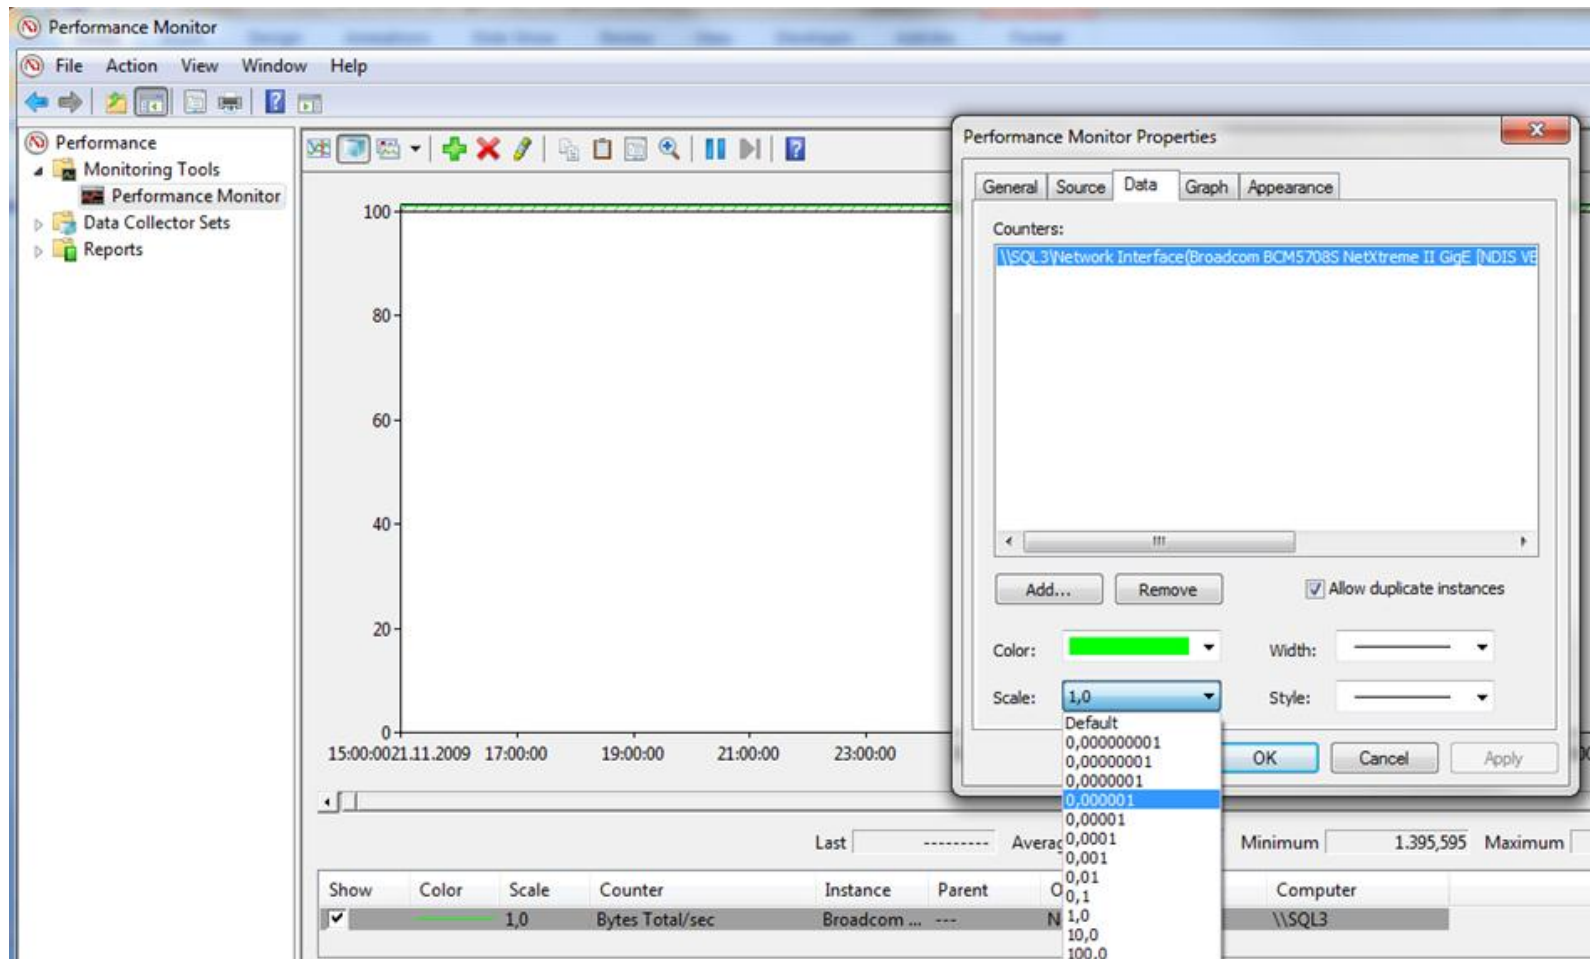 Performance Monitor
File Action View Window Help
Performance
Monitoring Tools
Performance Monitor
Data Collector Sets
Reports
100
80
60
40
20
0
15:00:0021.11.2009 17:00:00 19:00:00 21:00:00 23:00:00
Last --------- Minimum 1.395,595 Maximum
Show Color Scale Counter Instance Parent Computer
1,0 Bytes Total/sec Broadcom ... --- \\SQL3
Performance Monitor Properties
General Source Data Graph Appearance
Counters:
\\SQL3\Network Interface(Broadcom BCM5708S NetXtreme II GigE [NDIS VB
Add... Remove Allow duplicate instances
Color: Width:
Scale: 1,0 Style:
Default
0,000000001
0,00000001
0,0000001
0,000001
0,00001
0,0001
0,001
0,01
0,1
1,0
10,0
100,0
OK Cancel Apply